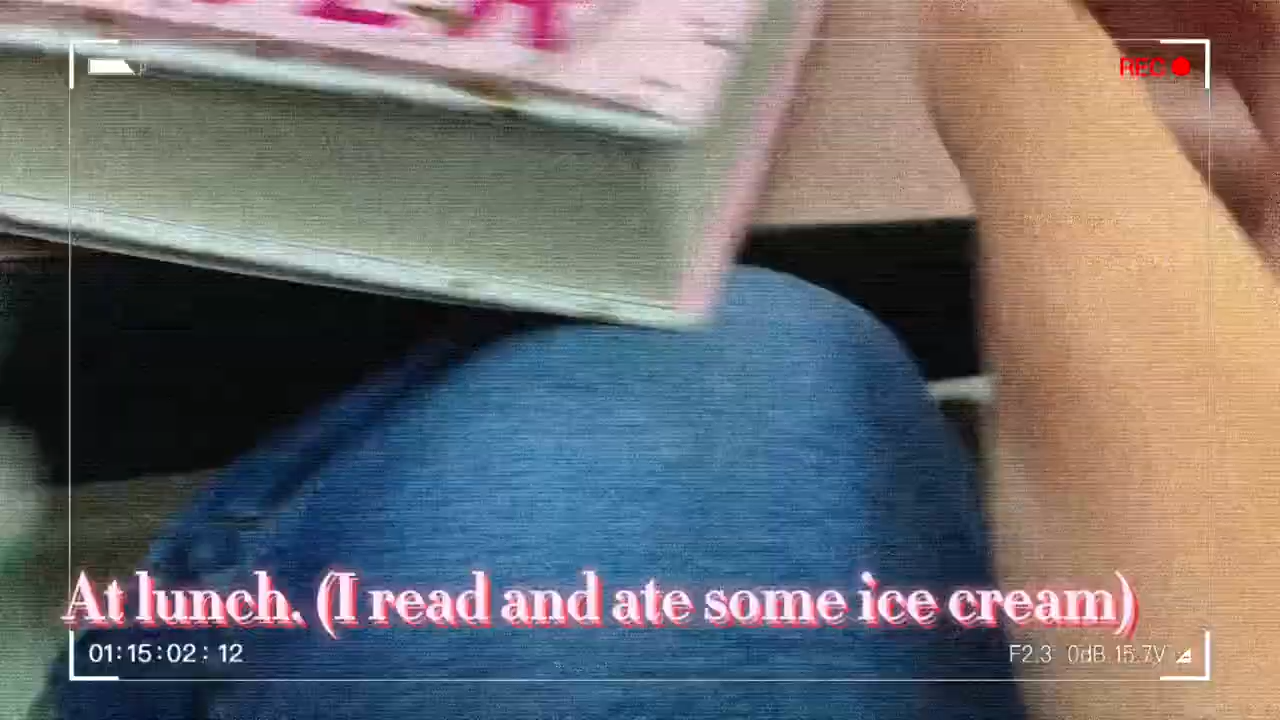 REC
At lunch. (I read and ate some ice cream)
01:15:02:12
F2.3 0dB 15.7V